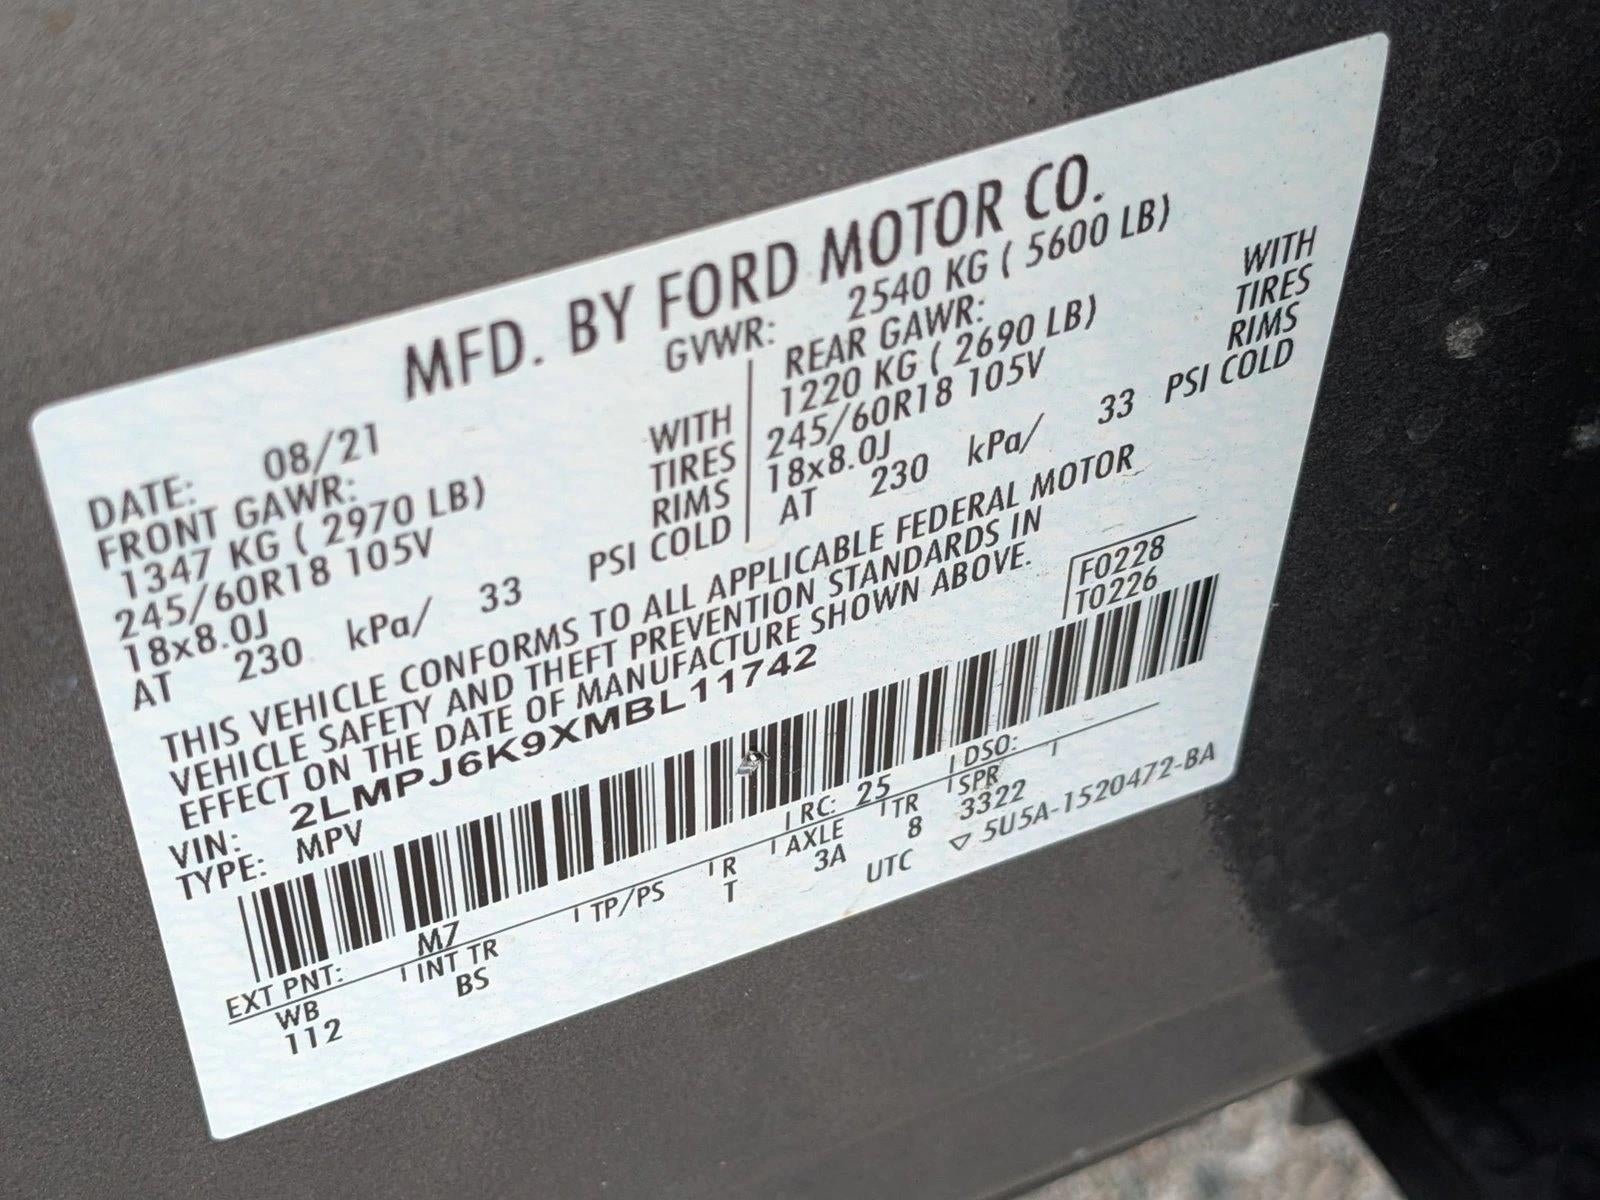 MFD. BY FORD MOTOR CO.
DATE: 08/21 GVWR: 2540 KG ( 5600 LB)
FRONT GAWR: REAR GAWR:
1347 KG ( 2970 LB) WITH 1220 KG ( 2690 LB) WITH
245/60R18 105V TIRES 245/60R18 105V TIRES
18x8.0J RIMS 18x8.0J RIMS
AT 230 kPa/ 33 PSI COLD AT 230 kPa/ 33 PSI COLD
THIS VEHICLE CONFORMS TO ALL APPLICABLE FEDERAL MOTOR
VEHICLE SAFETY AND THEFT PREVENTION STANDARDS IN
EFFECT ON THE DATE OF MANUFACTURE SHOWN ABOVE.
VIN: 2LMPJ6K9XMBL11742 F0228
TYPE: MPV T0226
EXT PNT: M7 RC: 25 DSO:
WB INT TR TP/PS R AXLE TR SPR
112 BS T 3A 8 3322
UTC ▽ 5U5A-1520472-BA